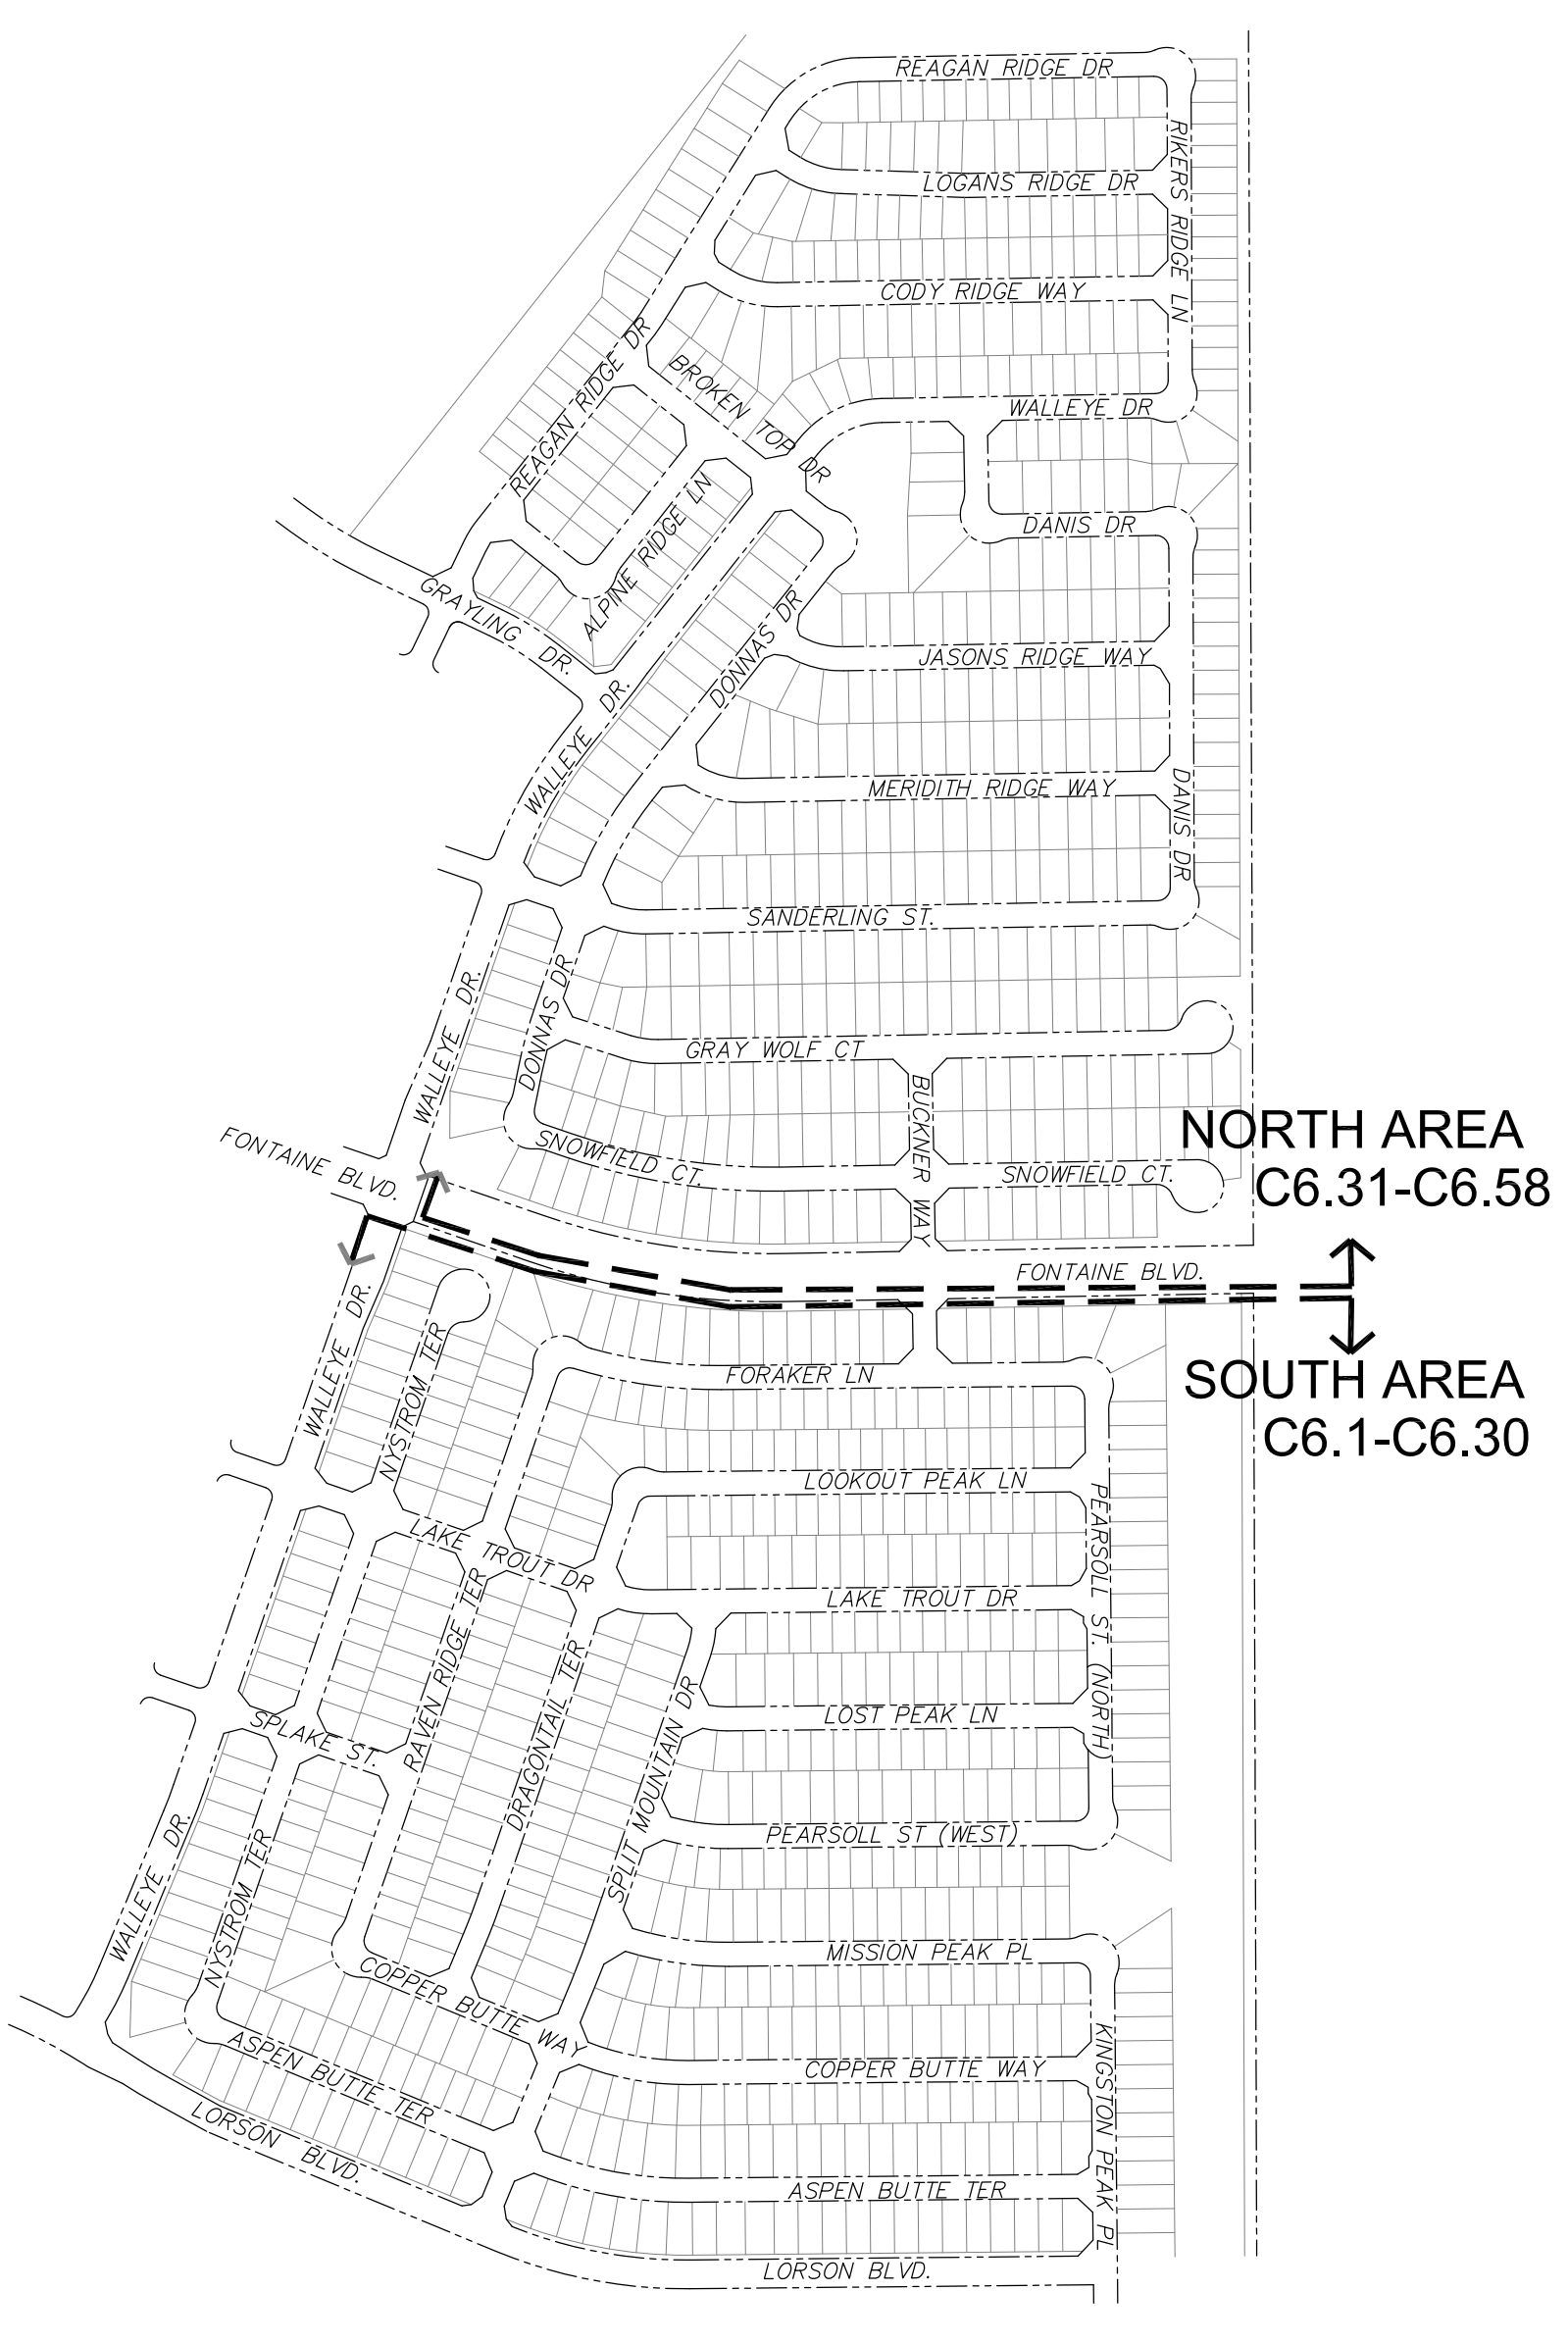 REAGAN RIDGE DR
RIKERS RIDGE LN
LOGANS RIDGE DR
CODY RIDGE WAY
REAGAN RIDGE DR
BROKEN TOP DR
WALLEYE DR
ALPINE RIDGE LN
DANIS DR
GRAYLING DR.
DONNAS DR
JASONS RIDGE WAY
WALLEYE DR.
MERIDITH RIDGE WAY
DANIS DR
SANDERLING ST.
WALLEYE DR.
DONNAS DR
GRAY WOLF CT
BUCKNER WAY
SNOWFIELD CT.
SNOWFIELD CT.
NORTH AREA
C6.31-C6.58
FONTAINE BLVD.
FONTAINE BLVD.
SOUTH AREA
C6.1-C6.30
WALLEYE DR.
NYSTROM TER
FORAKER LN
LOOKOUT PEAK LN
PEARSOLL ST. (NORTH)
LAKE TROUT DR
LAKE TROUT DR
RAVEN RIDGE TER
DRAGONTAIL TER
SPLIT MOUNTAIN DR
LOST PEAK LN
SPLAKE ST.
PEARSOLL ST (WEST)
WALLEYE DR.
NYSTROM TER
MISSION PEAK PL
COPPER BUTTE WAY
KINGSTON PEAK PL
COPPER BUTTE WAY
ASPEN BUTTE TER
LORSON BLVD.
ASPEN BUTTE TER
LORSON BLVD.